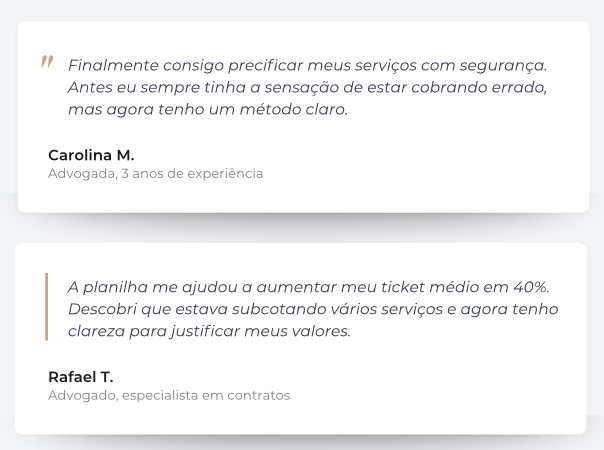 " Finalmente consigo precificar meus serviços com segurança.
Antes eu sempre tinha a sensação de estar cobrando errado,
mas agora tenho um método claro.
Carolina M.
Advogada, 3 anos de experiência
A planilha me ajudou a aumentar meu ticket médio em 40%.
Descobri que estava subcotando vários serviços e agora tenho
clareza para justificar meus valores.
Rafael T.
Advogado, especialista em contratos